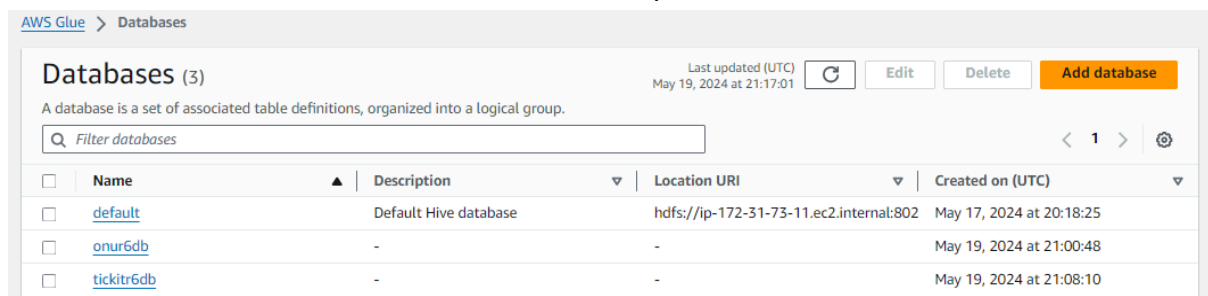 AWS Glue > Databases
Databases (3)
Last updated (UTC)
May 19, 2024 at 21:17:01
Edit
Delete
Add database
A database is a set of associated table definitions, organized into a logical group.
Filter databases
< 1 >
Name Description Location URI Created on (UTC)
default Default Hive database hdfs://ip-172-31-73-11.ec2.internal:802 May 17, 2024 at 20:18:25
onur6db - - May 19, 2024 at 21:00:48
tickitr6db - - May 19, 2024 at 21:08:10